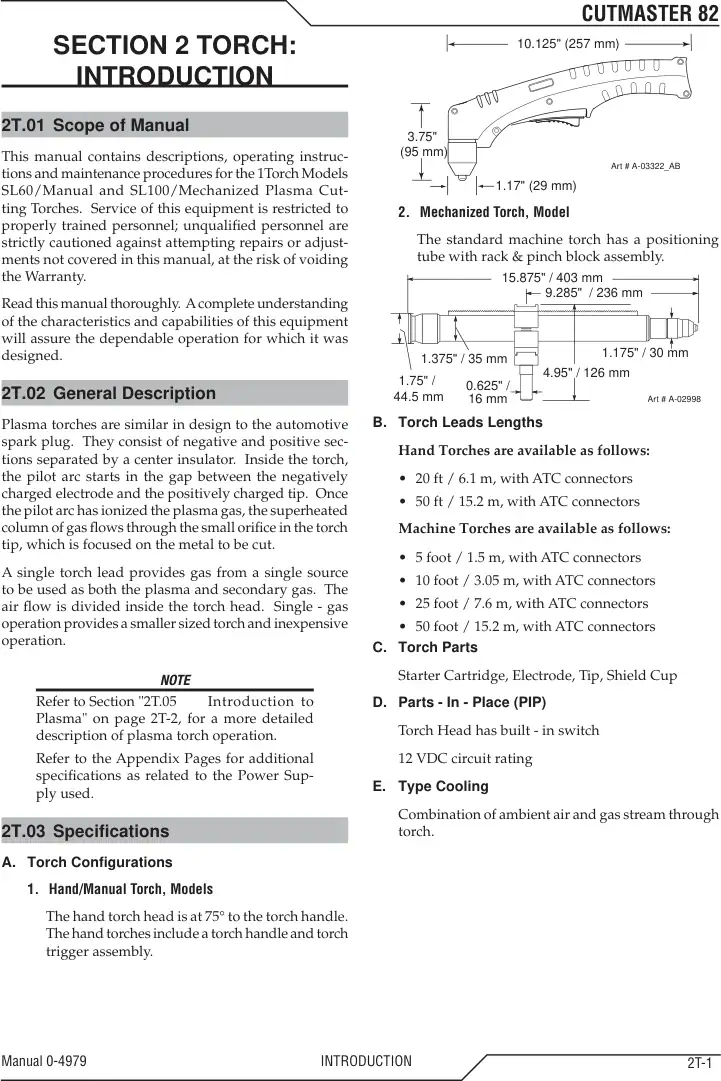 CUTMASTER 82
SECTION 2 TORCH:
INTRODUCTION
2T.01 Scope of Manual
This manual contains descriptions, operating instruc-
tions and maintenance procedures for the 1Torch Models
SL60/Manual and SL100/Mechanized Plasma Cut-
ting Torches. Service of this equipment is restricted to
properly trained personnel; unqualified personnel are
strictly cautioned against attempting repairs or adjust-
ments not covered in this manual, at the risk of voiding
the Warranty.
Read this manual thoroughly. A complete understanding
of the characteristics and capabilities of this equipment
will assure the dependable operation for which it was
designed.
2T.02 General Description
Plasma torches are similar in design to the automotive
spark plug. They consist of negative and positive sec-
tions separated by a center insulator. Inside the torch,
the pilot arc starts in the gap between the negatively
charged electrode and the positively charged tip. Once
the pilot arc has ionized the plasma gas, the superheated
column of gas flows through the small orifice in the torch
tip, which is focused on the metal to be cut.
A single torch lead provides gas from a single source
to be used as both the plasma and secondary gas. The
air flow is divided inside the torch head. Single - gas
operation provides a smaller sized torch and inexpensive
operation.
NOTE
Refer to Section "2T.05 Introduction to
Plasma" on page 2T-2, for a more detailed
description of plasma torch operation.
Refer to the Appendix Pages for additional
specifications as related to the Power Sup-
ply used.
2T.03 Specifications
A. Torch Configurations
1. Hand/Manual Torch, Models
The hand torch head is at 75° to the torch handle.
The hand torches include a torch handle and torch
trigger assembly.
10.125" (257 mm)
3.75"
(95 mm)
Art # A-03322_AB
1.17" (29 mm)
2. Mechanized Torch, Model
The standard machine torch has a positioning
tube with rack & pinch block assembly.
15.875" / 403 mm
9.285" / 236 mm
1.375" / 35 mm
1.175" / 30 mm
4.95" / 126 mm
1.75" /
44.5 mm
0.625" /
16 mm
Art # A-02998
B. Torch Leads Lengths
Hand Torches are available as follows:
• 20 ft / 6.1 m, with ATC connectors
• 50 ft / 15.2 m, with ATC connectors
Machine Torches are available as follows:
• 5 foot / 1.5 m, with ATC connectors
• 10 foot / 3.05 m, with ATC connectors
• 25 foot / 7.6 m, with ATC connectors
• 50 foot / 15.2 m, with ATC connectors
C. Torch Parts
Starter Cartridge, Electrode, Tip, Shield Cup
D. Parts - In - Place (PIP)
Torch Head has built - in switch
12 VDC circuit rating
E. Type Cooling
Combination of ambient air and gas stream through
torch.
Manual 0-4979
INTRODUCTION
2T-1